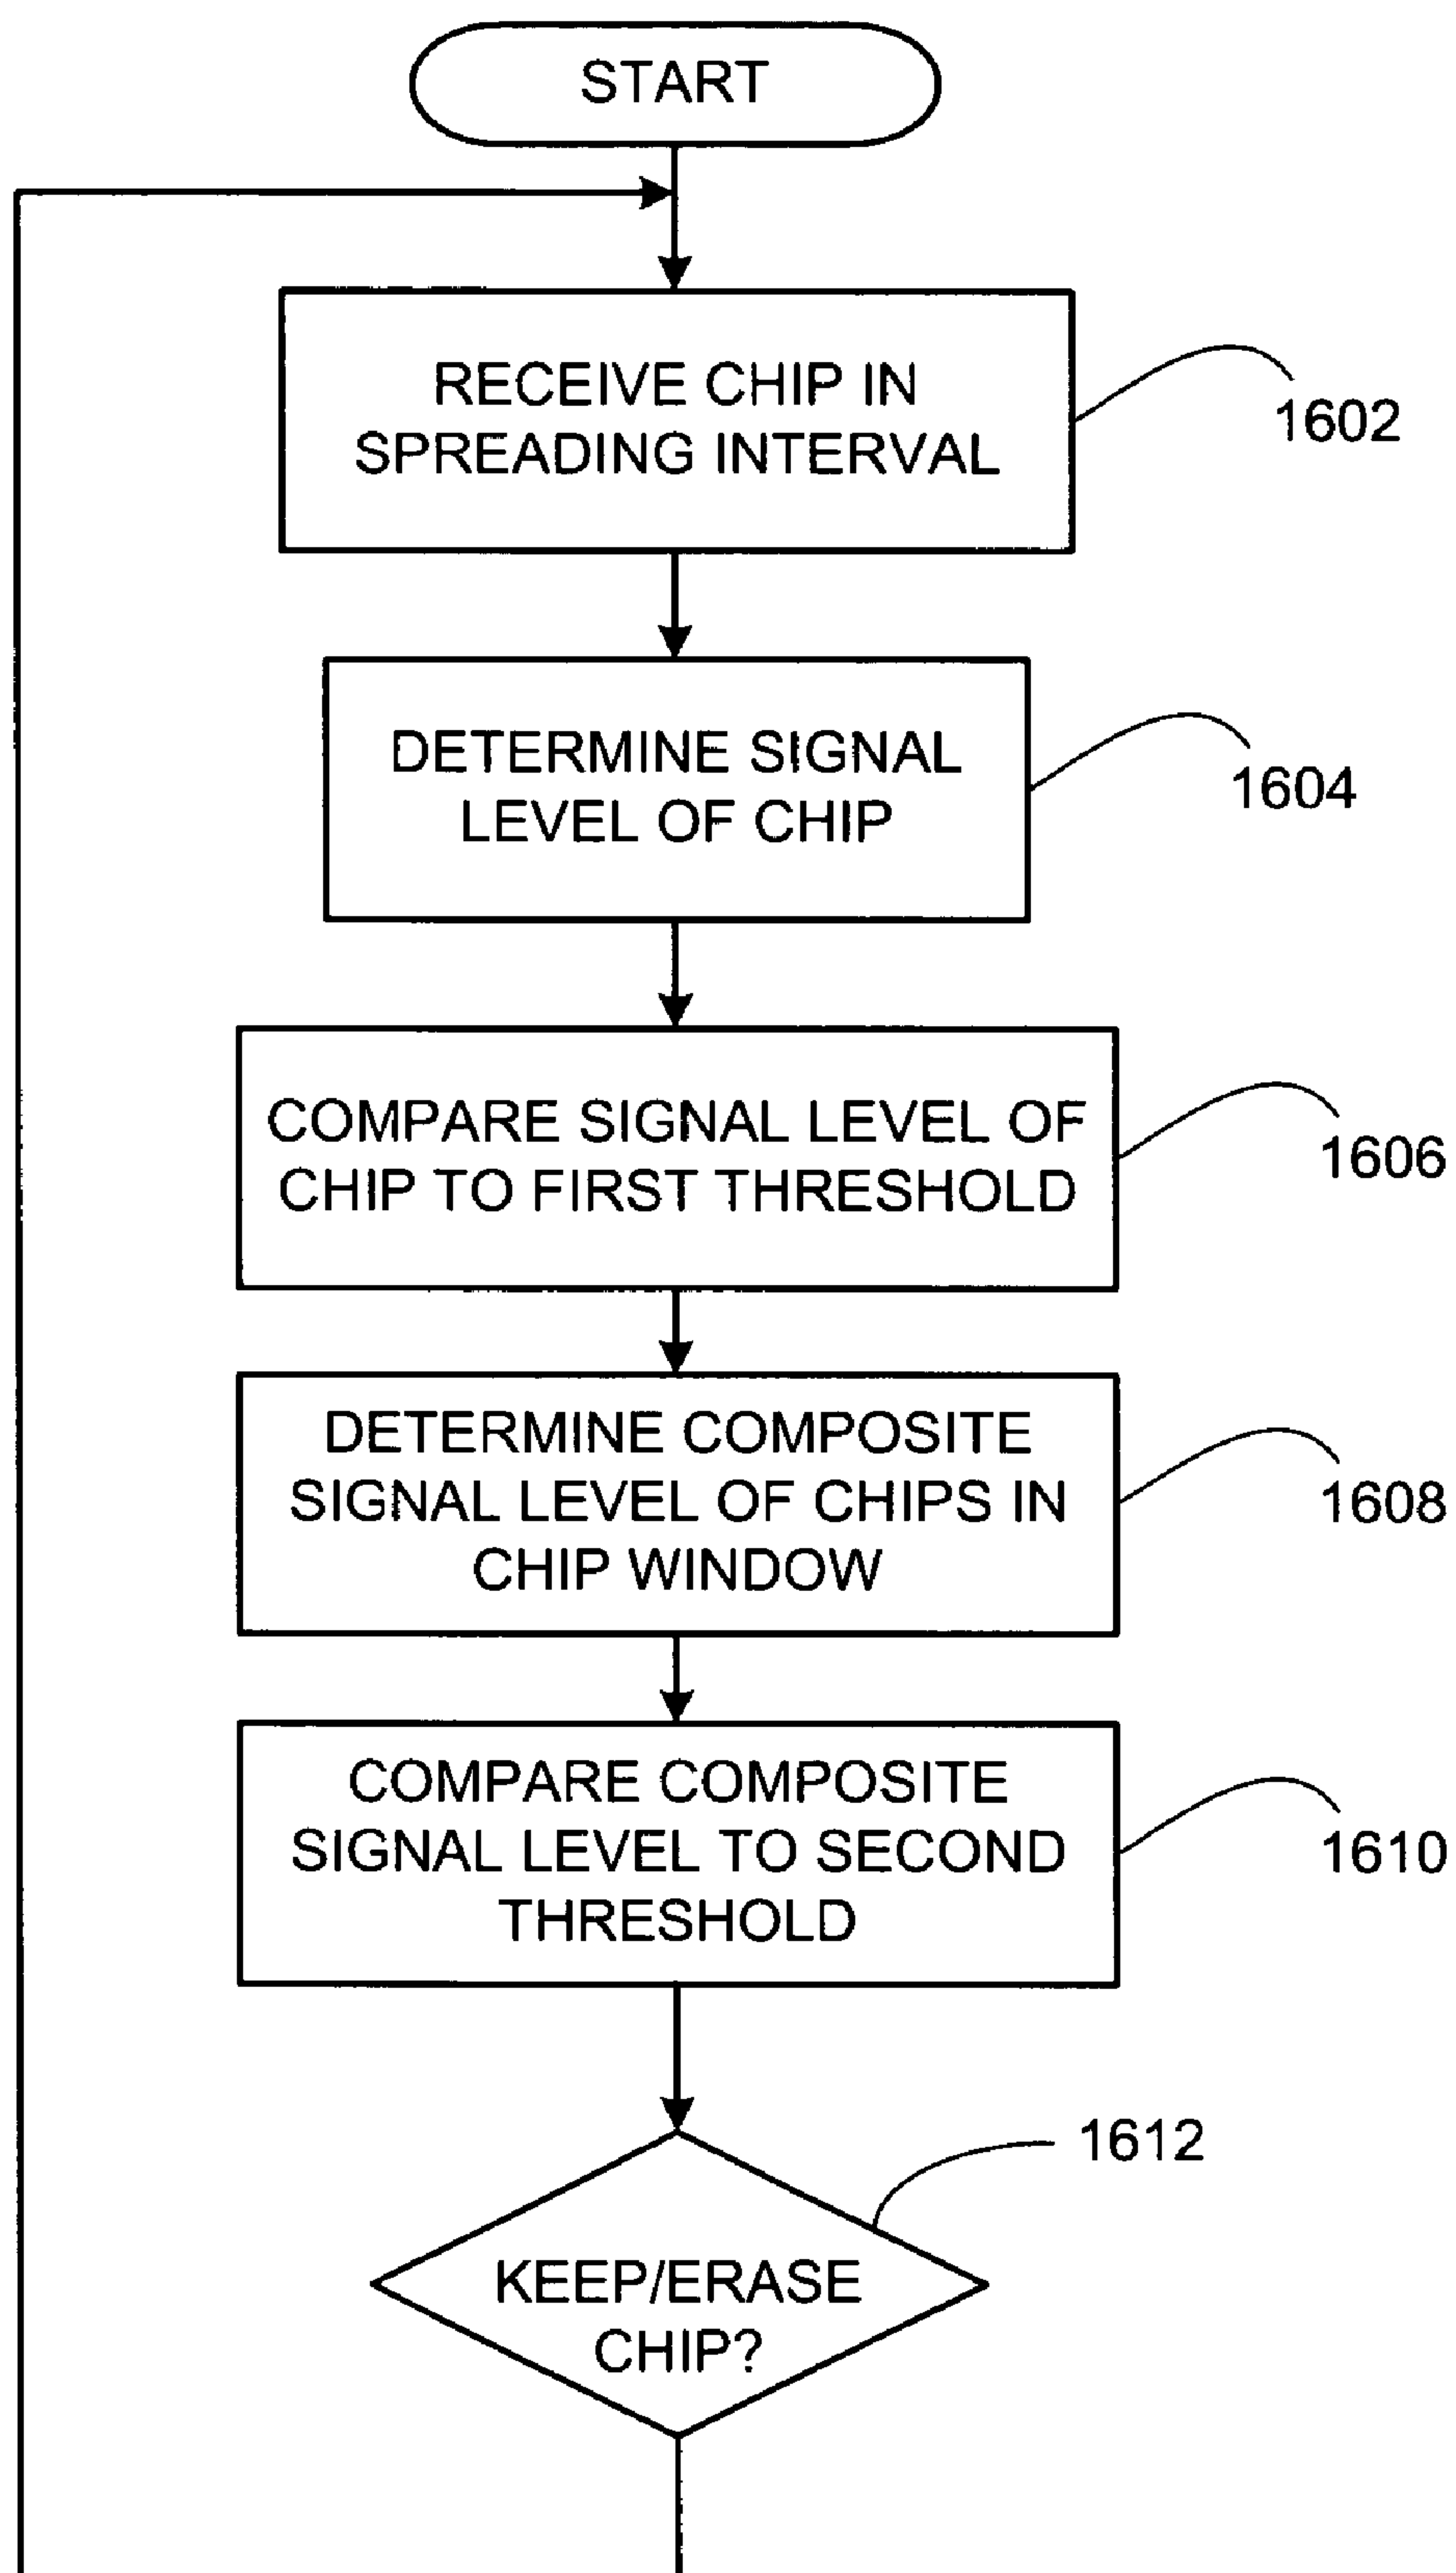 START
RECEIVE CHIP IN
SPREADING INTERVAL
1602
DETERMINE SIGNAL
LEVEL OF CHIP
1604
COMPARE SIGNAL LEVEL OF
CHIP TO FIRST THRESHOLD
1606
DETERMINE COMPOSITE
SIGNAL LEVEL OF CHIPS IN
CHIP WINDOW
1608
COMPARE COMPOSITE
SIGNAL LEVEL TO SECOND
THRESHOLD
1610
1612
KEEP/ERASE
CHIP?